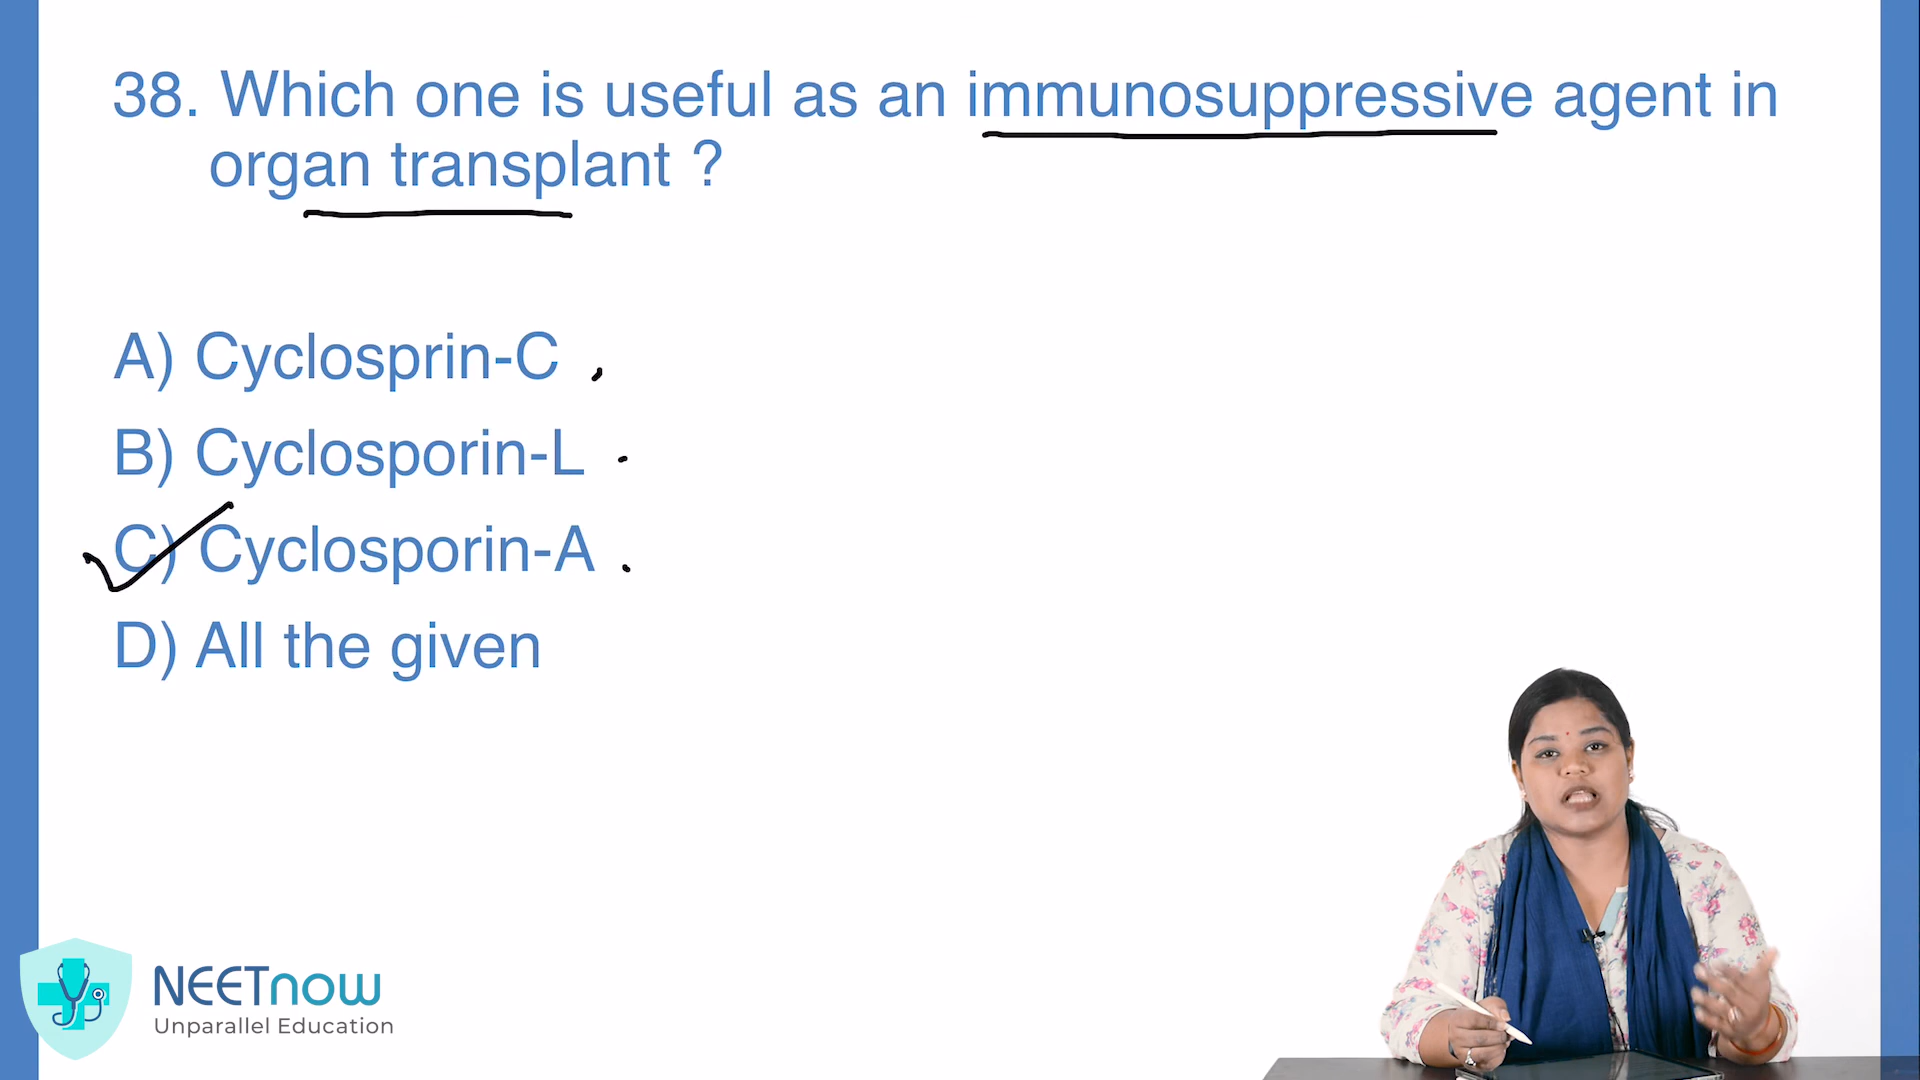 38. Which one is useful as an immunosuppressive agent in
organ transplant ?
A) Cyclosprin-C
B) Cyclosporin-L
C) Cyclosporin-A
D) All the given
NEETnow
Unparallel Education